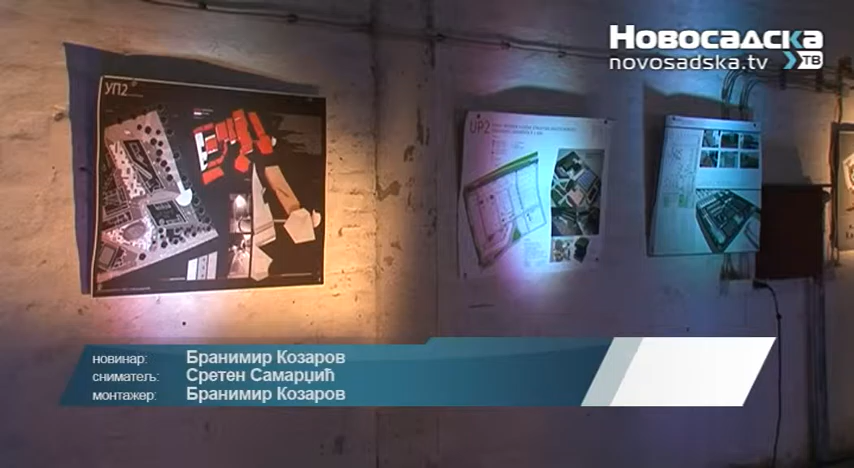 Новосадска
novosadska.tv
ТВ
УП2
UP2
новинар: Бранимир Козаров
сниматељ: Сретен Самарџић
монтажер: Бранимир Козаров